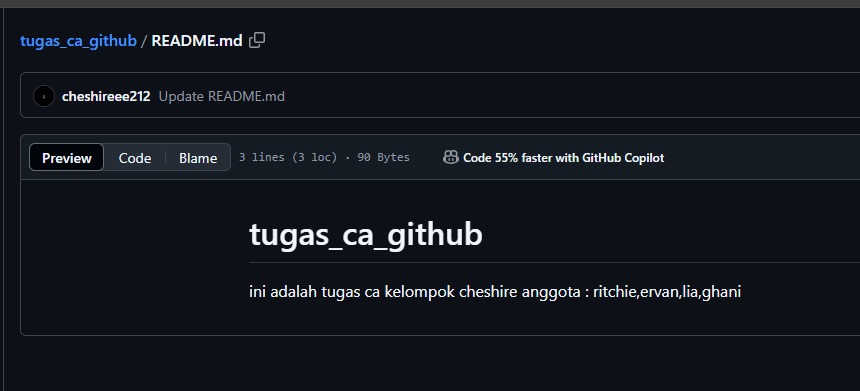 tugas_ca_github / README.md
cheshireee212 Update README.md
Preview Code Blame 3 lines (3 loc) · 90 Bytes Code 55% faster with GitHub Copilot
tugas_ca_github
ini adalah tugas ca kelompok cheshire anggota : ritchie,ervan,lia,ghani